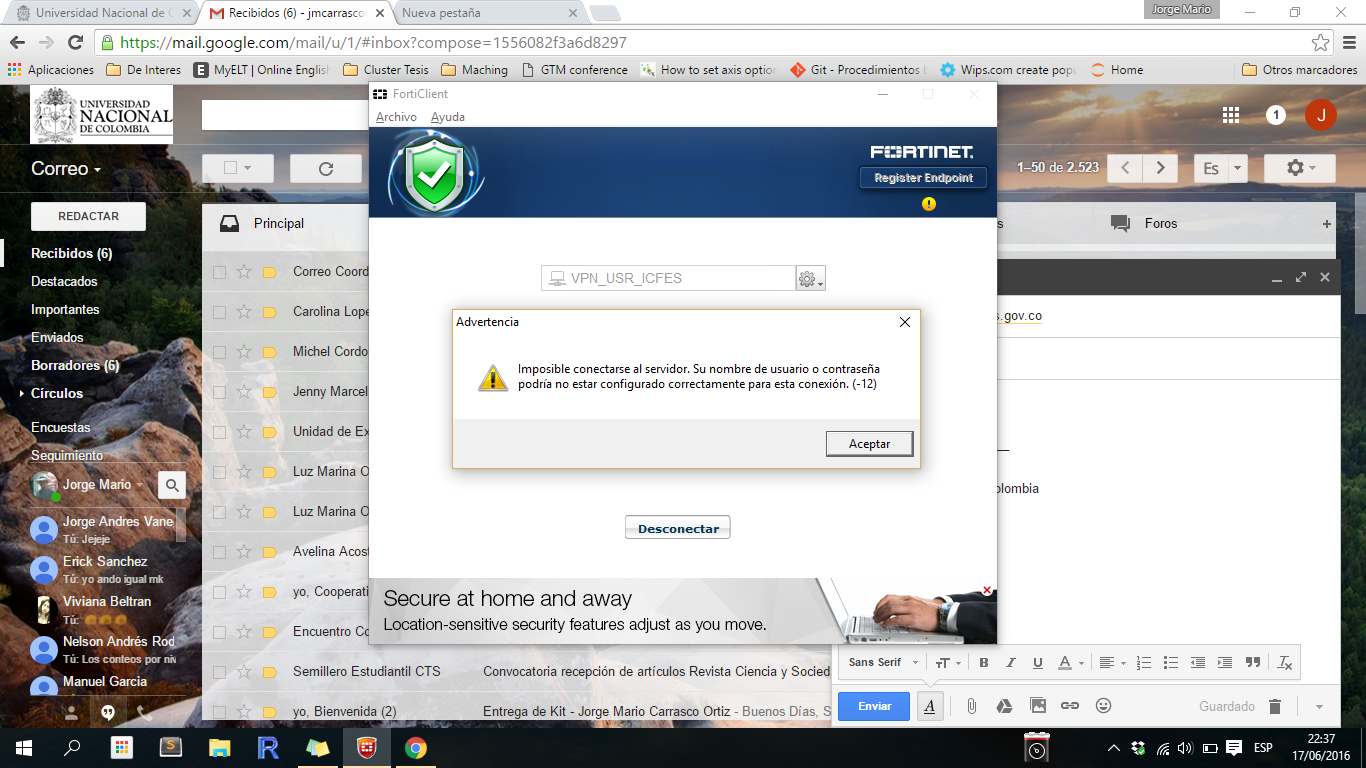 Universidad Nacional de C
Recibidos (6) - jmcarrasco
Nueva pestaña
Jorge Mario
https://mail.google.com/mail/u/1/#inbox?compose=1556082f3a6d8297
Aplicaciones
De Interes
MyELT | Online English
Cluster Tesis
Maching
GTM conference
How to set axis option
Git - Procedimientos
Wips.com create popu
Home
Otros marcadores
UNIVERSIDAD
NACIONAL
DE COLOMBIA
1
J
Correo
1–50 de 2.523
Es
REDACTAR
Recibidos (6)
Destacados
Importantes
Enviados
Borradores (6)
Círculos
Encuestas
Seguimiento
Jorge Mario
Jorge Andres Vane
Tú: Jejeje
Erick Sanchez
Tú: yo ando igual mk
Viviana Beltran
Tú:
Nelson Andrés Rod
Tú: Los conteos por niv
Manuel Garcia
Principal
s
Foros
+
Correo Coord
Carolina Lope
Michel Cordo
Jenny Marcel
Unidad de Ex
Luz Marina O
Luz Marina O
Avelina Acost
yo, Cooperati
Encuentro Co
Semillero Estudiantil CTS
Convocatoria recepción de artículos Revista Ciencia y Socied
yo, Bienvenida (2)
Entrega de Kit - Jorge Mario Carrasco Ortiz - Buenos Días, S
FortiClient
Archivo
Ayuda
FORTINET
Register Endpoint
VPN_USR_ICFES
Advertencia
Imposible conectarse al servidor. Su nombre de usuario o contraseña
podría no estar configurado correctamente para esta conexión. (-12)
Aceptar
Desconectar
Secure at home and away
Location-sensitive security features adjust as you move.
s.gov.co
olombia
Sans Serif
Enviar
Guardado
ESP
22:37
17/06/2016